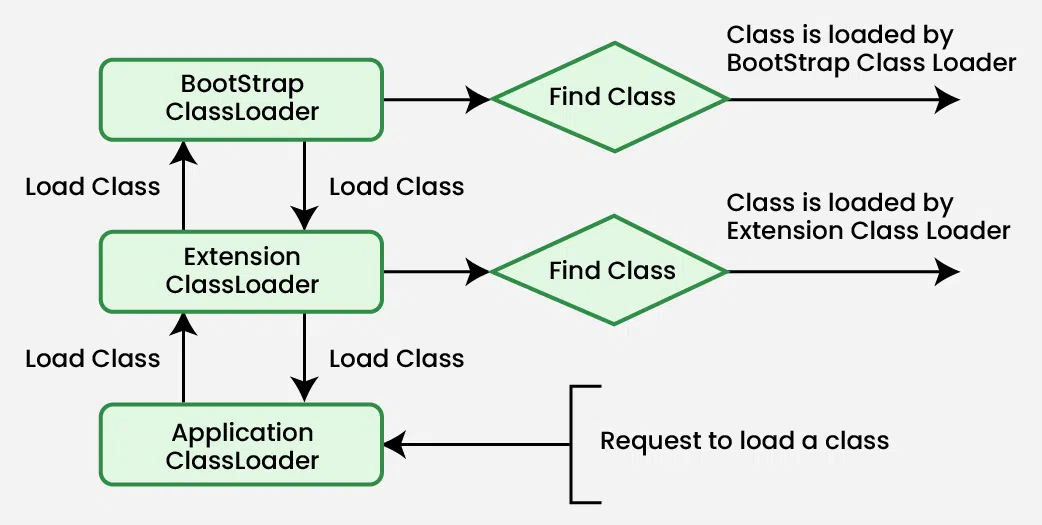 Class is loaded by
BootStrap Class Loader
BootStrap
ClassLoader
Find Class
Load Class
Load Class
Class is loaded by
Extension Class Loader
Extension
ClassLoader
Find Class
Load Class
Load Class
Application
ClassLoader
Request to load a class